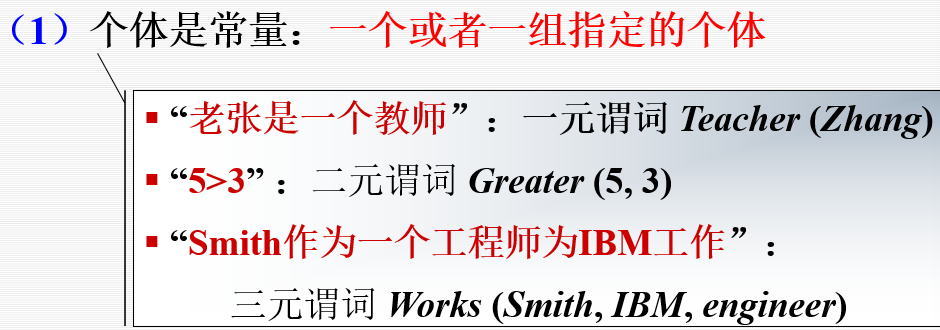 （1）个体是常量：一个或者一组指定的个体
▪ “老张是一个教师”：一元谓词 Teacher (Zhang)
▪ “5>3”：二元谓词 Greater (5, 3)
▪ “Smith作为一个工程师为IBM工作”：
三元谓词 Works (Smith, IBM, engineer)